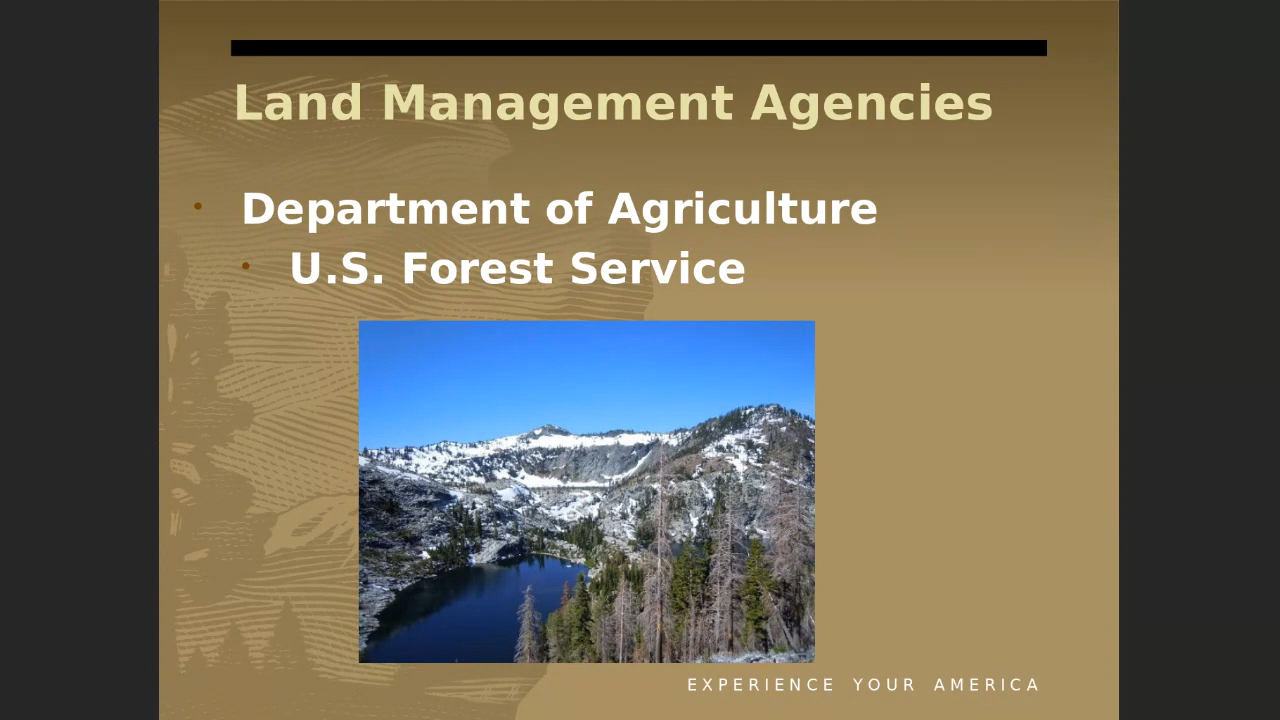 Land Management Agencies
• Department of Agriculture
• U.S. Forest Service
EXPERIENCE YOUR AMERICA